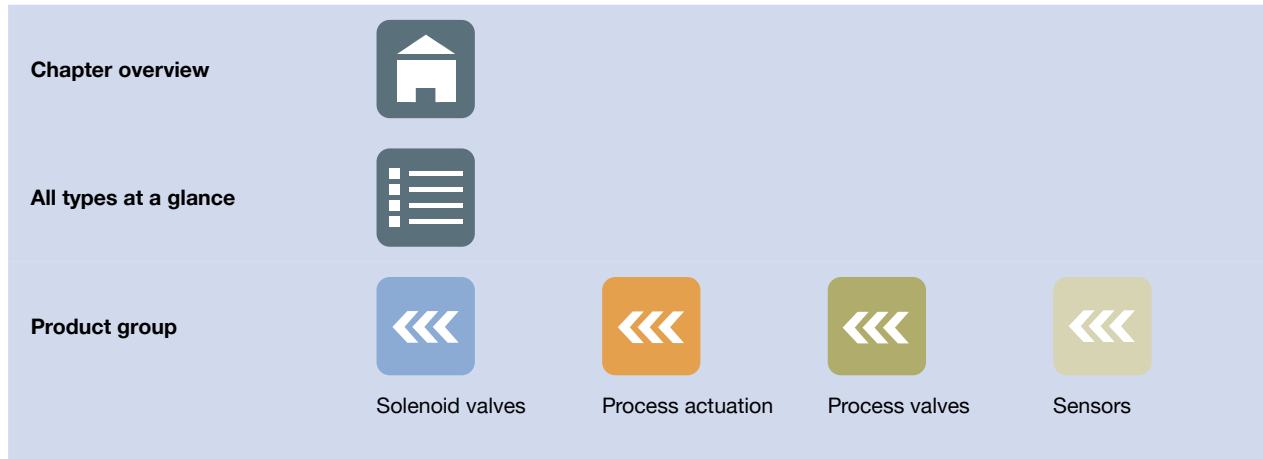 Chapter overview
All types at a glance
Product group
Solenoid valves
Process actuation
Process valves
Sensors